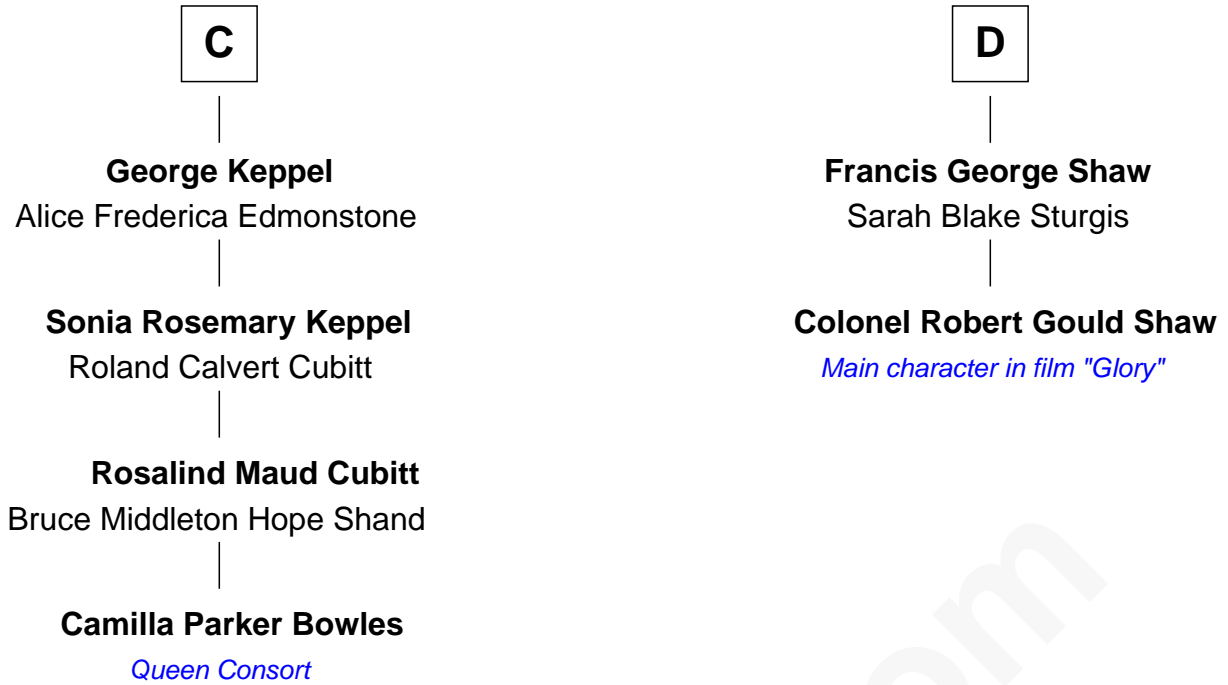 C
George Keppel
Alice Frederica Edmonstone
Sonia Rosemary Keppel
Roland Calvert Cubitt
Rosalind Maud Cubitt
Bruce Middleton Hope Shand
Camilla Parker Bowles
Queen Consort
D
Francis George Shaw
Sarah Blake Sturgis
Colonel Robert Gould Shaw
Main character in film "Glory"
om